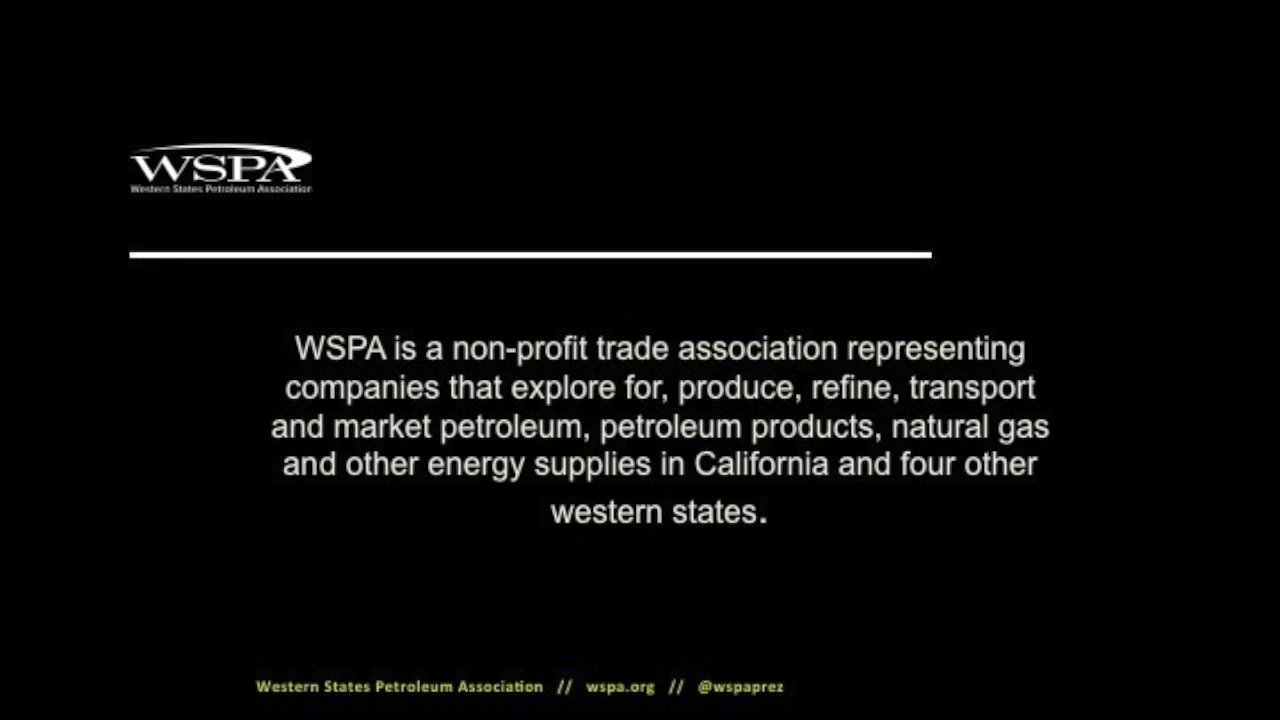 WSPA
Western States Petroleum Association
WSPA is a non-profit trade association representing
companies that explore for, produce, refine, transport
and market petroleum, petroleum products, natural gas
and other energy supplies in California and four other
western states.
Western States Petroleum Association // wspa.org // @wspaprez